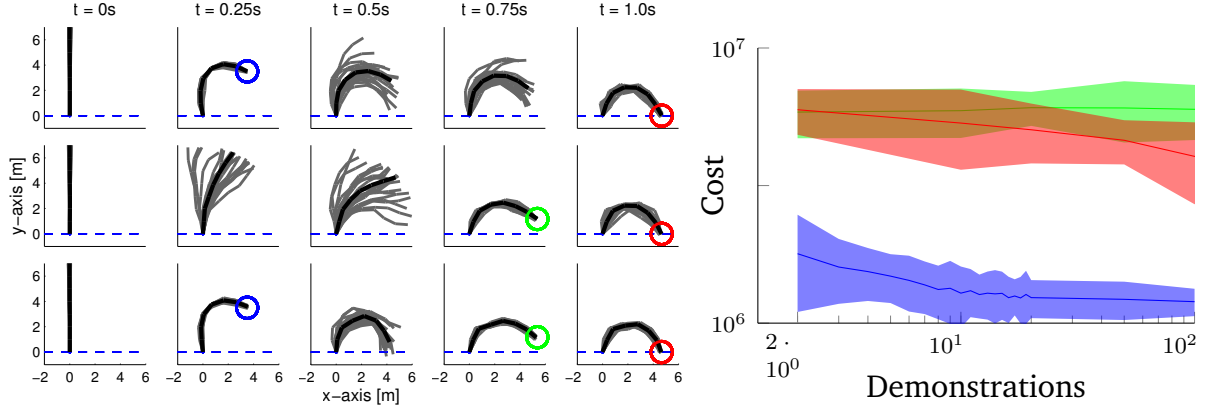 t = 0s t = 0.25s t = 0.5s t = 0.75s t = 1.0s
6
4
2
0
6
4
2
0
6
4
2
0
y−axis [m]
−2 0 2 4 6 −2 0 2 4 6 −2 0 2 4 6 −2 0 2 4 6 −2 0 2 4 6
x−axis [m]
10^7
Cost
10^6
2 · 10^0 10^1 10^2
Demonstrations